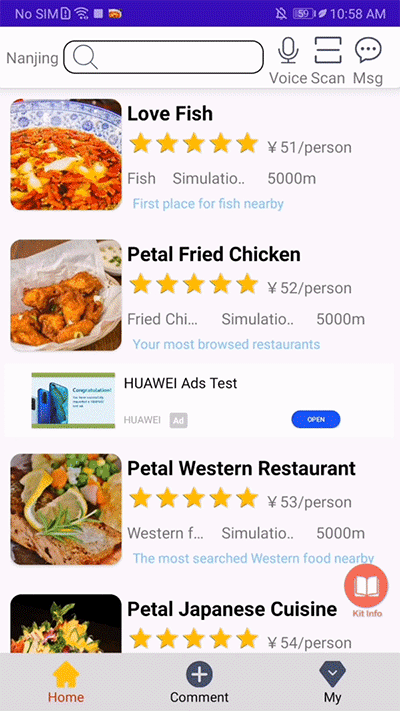 No SIM 59 10:58 AM
Nanjing
Voice Scan Msg
Love Fish
¥ 51/person
Fish Simulatio.. 5000m
First place for fish nearby
Petal Fried Chicken
¥ 52/person
Fried Chi... Simulatio.. 5000m
Your most browsed restaurants
Congratulation!
HUAWEI Ads Test
HUAWEI Ad OPEN
Petal Western Restaurant
¥ 53/person
Western f... Simulatio.. 5000m
The most searched Western food nearby
Kit Info
Petal Japanese Cuisine
¥ 54/person
Home Comment My